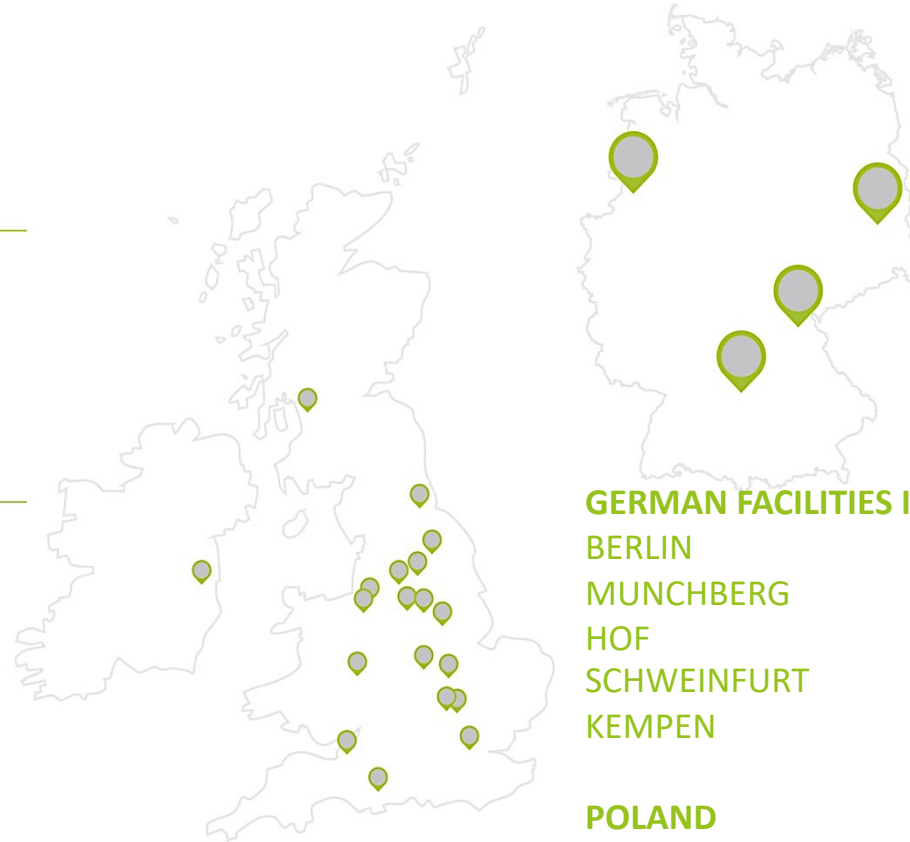 GERMAN FACILITIES I
BERLIN
MUNCHBERG
HOF
SCHWEINFURT
KEMPEN
POLAND